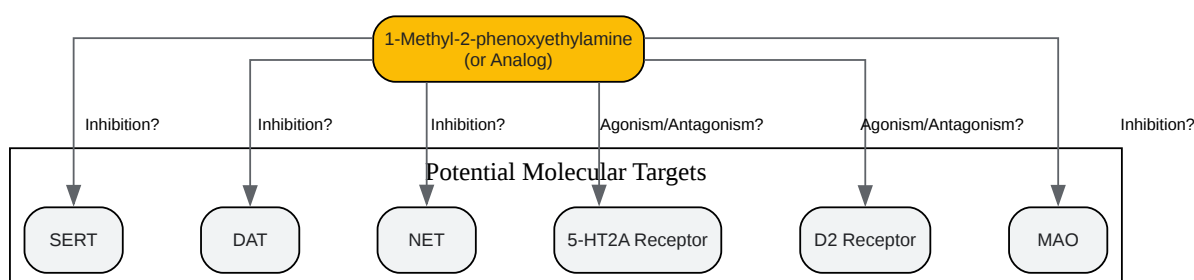 1-Methyl-2-phenoxyethylamine
(or Analog)
Inhibition?
Inhibition?
Inhibition?
Agonism/Antagonism?
Agonism/Antagonism?
Inhibition?
Potential Molecular Targets
SERT
DAT
NET
5-HT2A Receptor
D2 Receptor
MAO